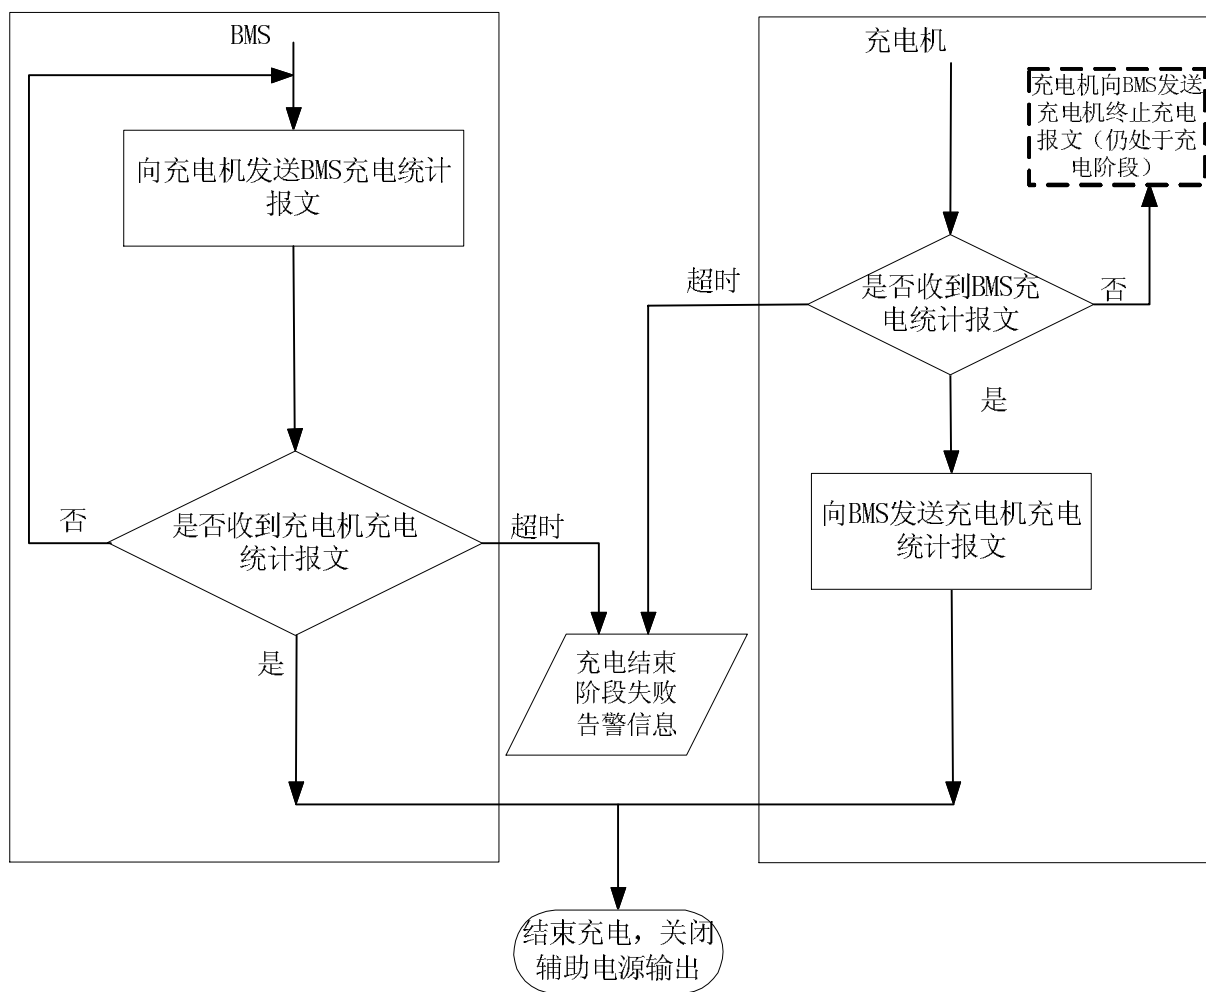 BMS
向充电机发送BMS充电统计
报文
否
是否收到充电机充电
统计报文
超时
是
充电机
充电机向BMS发送
充电机终止充电
报文（仍处于充
电阶段）
超时
是否收到BMS充
电统计报文
否
是
向BMS发送充电机充电
统计报文
充电结束
阶段失败
告警信息
结束充电，关闭
辅助电源输出